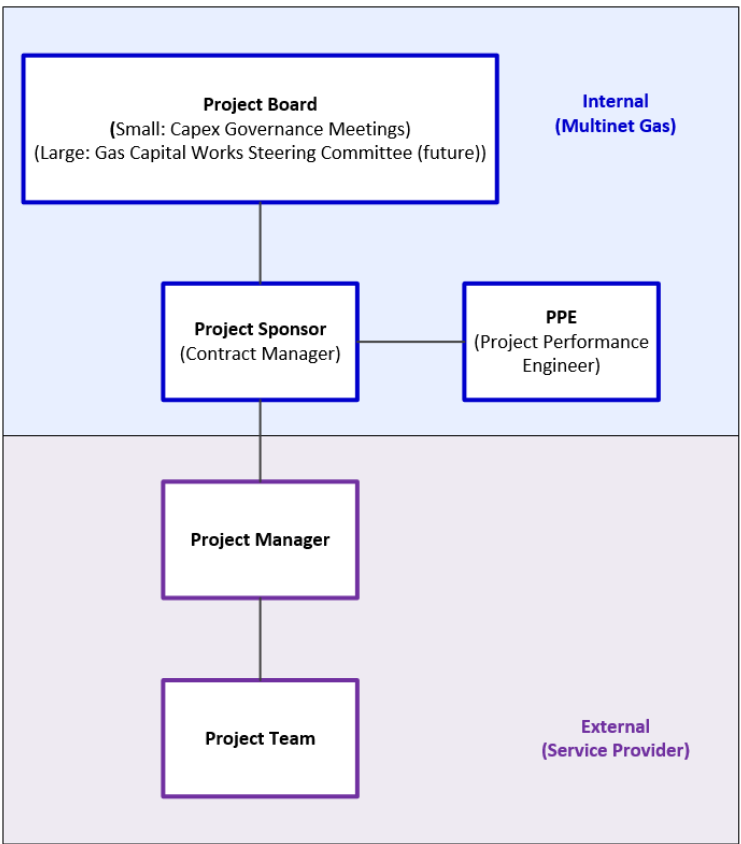 Project Board
(Small: Capex Governance Meetings)
(Large: Gas Capital Works Steering Committee (future))
Internal
(Multinet Gas)
Project Sponsor
(Contract Manager)
PPE
(Project Performance
Engineer)
Project Manager
Project Team
External
(Service Provider)